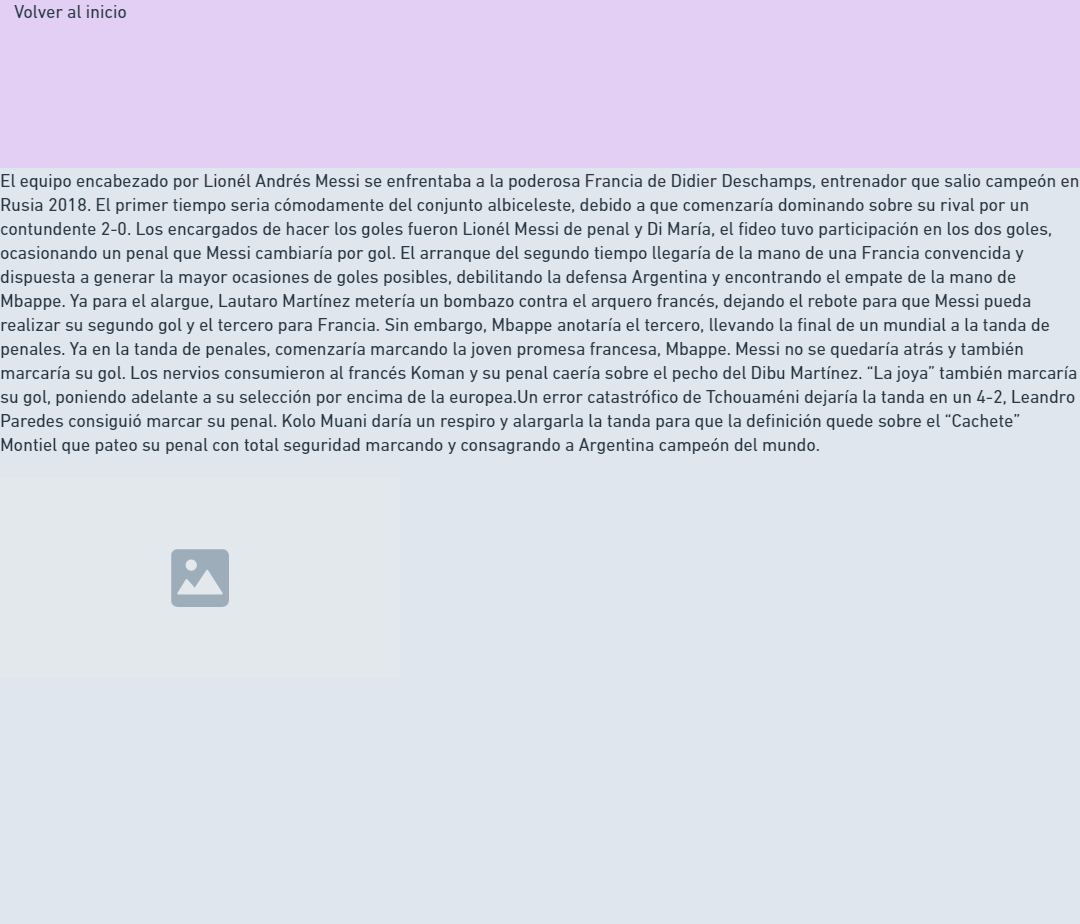 Volver al inicio
El equipo encabezado por Lionél Andrés Messi se enfrentaba a la poderosa Francia de Didier Deschamps, entrenador que salio campeón en
Rusia 2018. El primer tiempo seria cómodamente del conjunto albiceleste, debido a que comenzaría dominando sobre su rival por un
contundente 2-0. Los encargados de hacer los goles fueron Lionél Messi de penal y Di María, el fideo tuvo participación en los dos goles,
ocasionando un penal que Messi cambiaría por gol. El arranque del segundo tiempo llegaría de la mano de una Francia convencida y
dispuesta a generar la mayor ocasiones de goles posibles, debilitando la defensa Argentina y encontrando el empate de la mano de
Mbappe. Ya para el alargue, Lautaro Martínez metería un bombazo contra el arquero francés, dejando el rebote para que Messi pueda
realizar su segundo gol y el tercero para Francia. Sin embargo, Mbappe anotaría el tercero, llevando la final de un mundial a la tanda de
penales. Ya en la tanda de penales, comenzaría marcando la joven promesa francesa, Mbappe. Messi no se quedaría atrás y también
marcaría su gol. Los nervios consumieron al francés Koman y su penal caería sobre el pecho del Dibu Martínez. “La joya” también marcaría
su gol, poniendo adelante a su selección por encima de la europea.Un error catastrófico de Tchouaméni dejaría la tanda en un 4-2, Leandro
Paredes consiguió marcar su penal. Kolo Muani daría un respiro y alargarla la tanda para que la definición quede sobre el “Cachete”
Montiel que pateo su penal con total seguridad marcando y consagrando a Argentina campeón del mundo.